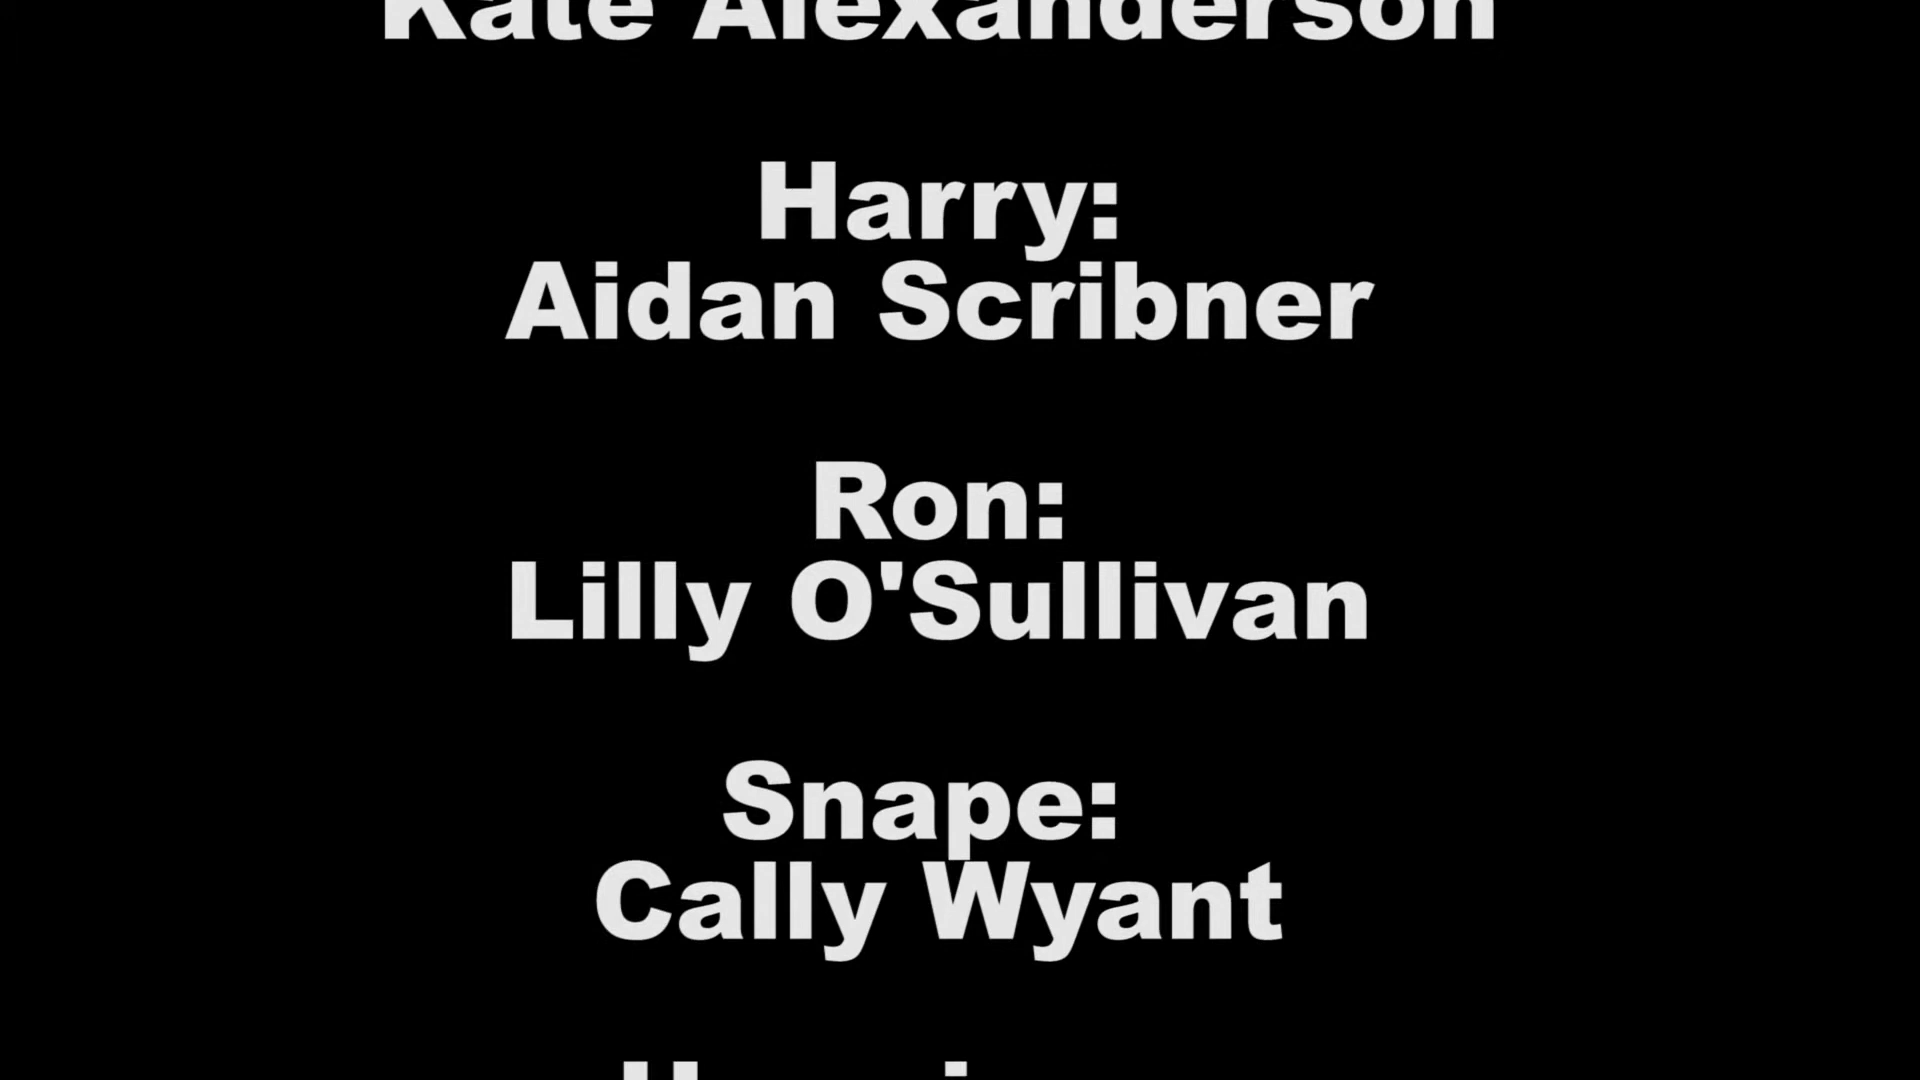 Kate Alexanderson
Harry:
Aidan Scribner
Ron:
Lilly O'Sullivan
Snape:
Cally Wyant